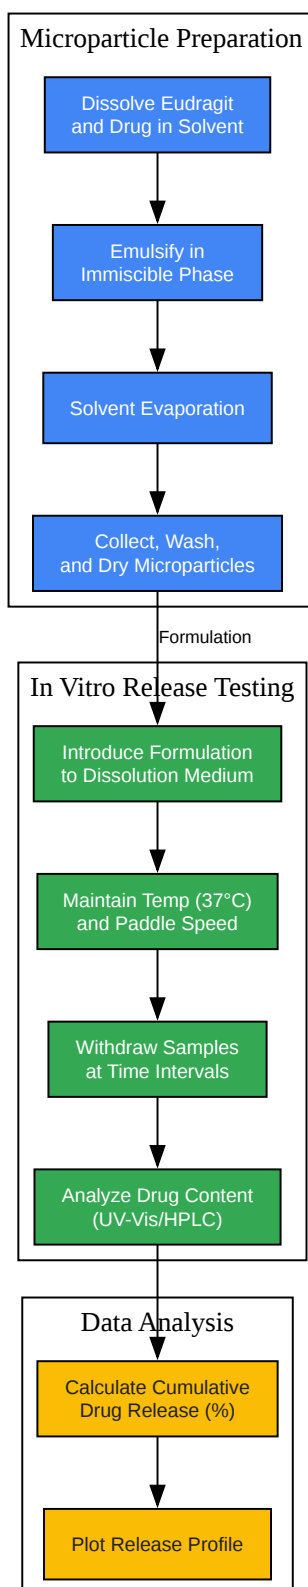 Microparticle Preparation
Dissolve Eudragit
and Drug in Solvent
Emulsify in
Immiscible Phase
Solvent Evaporation
Collect, Wash,
and Dry Microparticles
Formulation
In Vitro Release Testing
Introduce Formulation
to Dissolution Medium
Maintain Temp (37°C)
and Paddle Speed
Withdraw Samples
at Time Intervals
Analyze Drug Content
(UV-Vis/HPLC)
Data Analysis
Calculate Cumulative
Drug Release (%)
Plot Release Profile